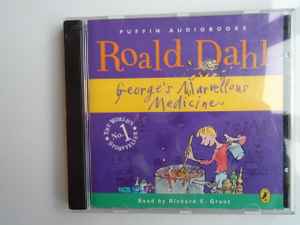 PUFFIN AUDIOBOOKS
Roald Dahl
George's Marvellous
Medicine
THE WORLD'S
No. 1
STORYTELLER
Read by Richard E. Grant